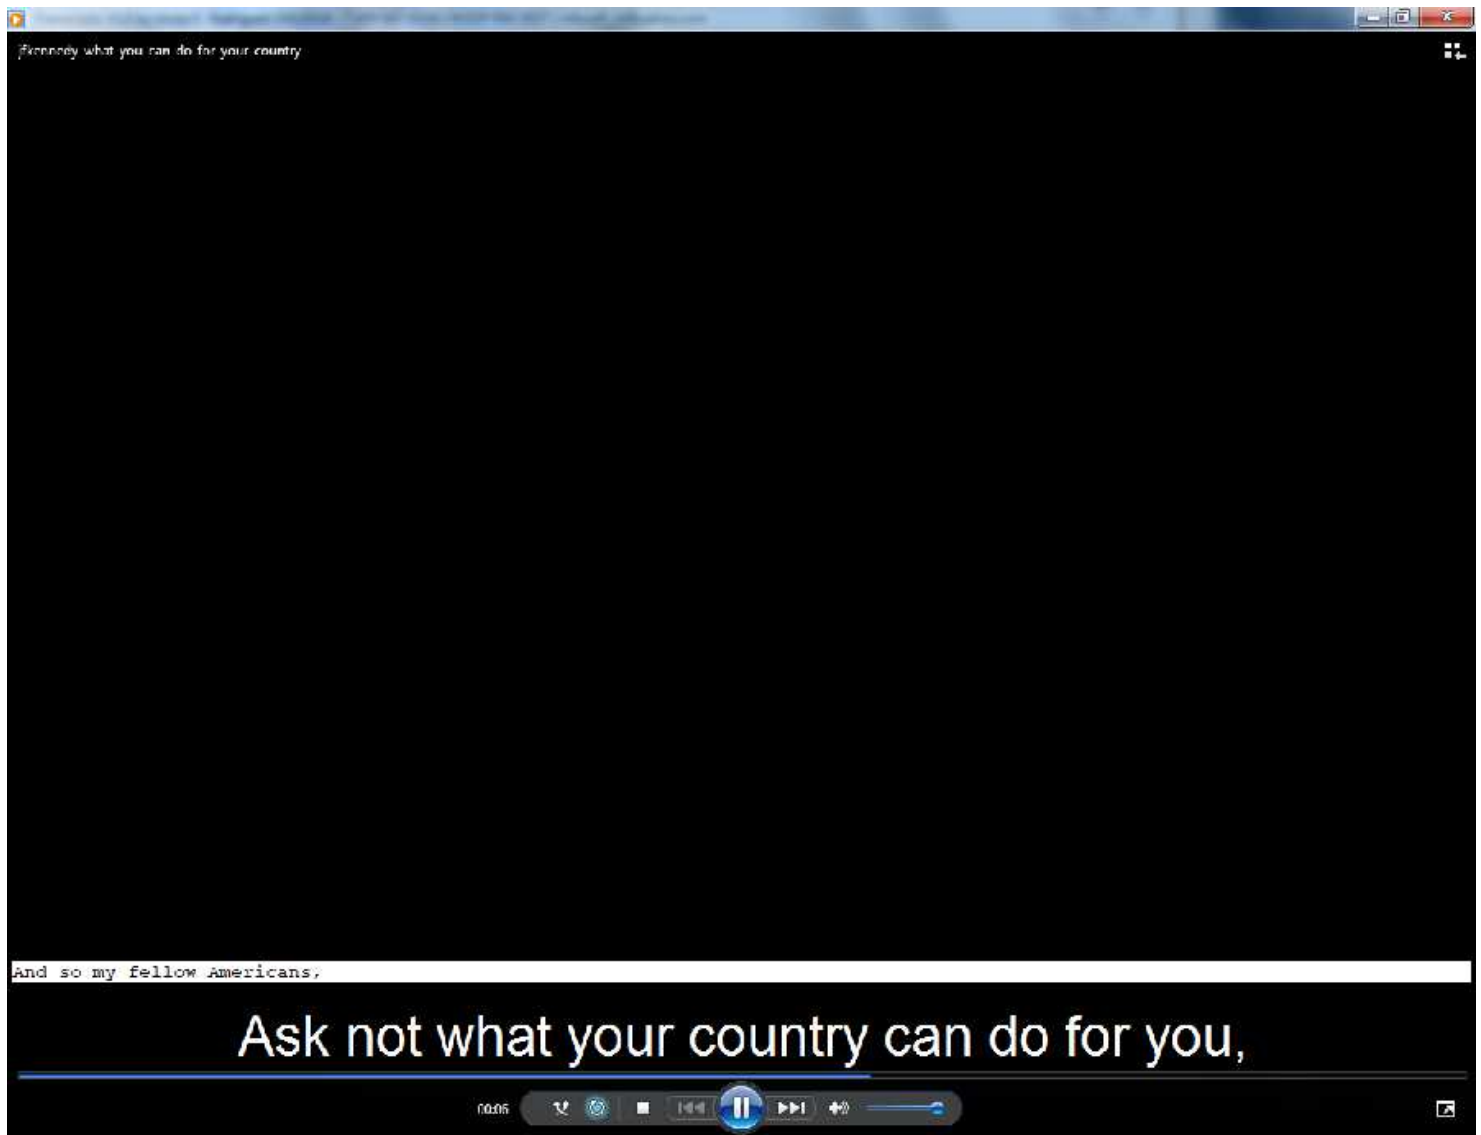 jfkennedy what you can do for your country
And so my fellow Americans,
Ask not what your country can do for you,
00:06